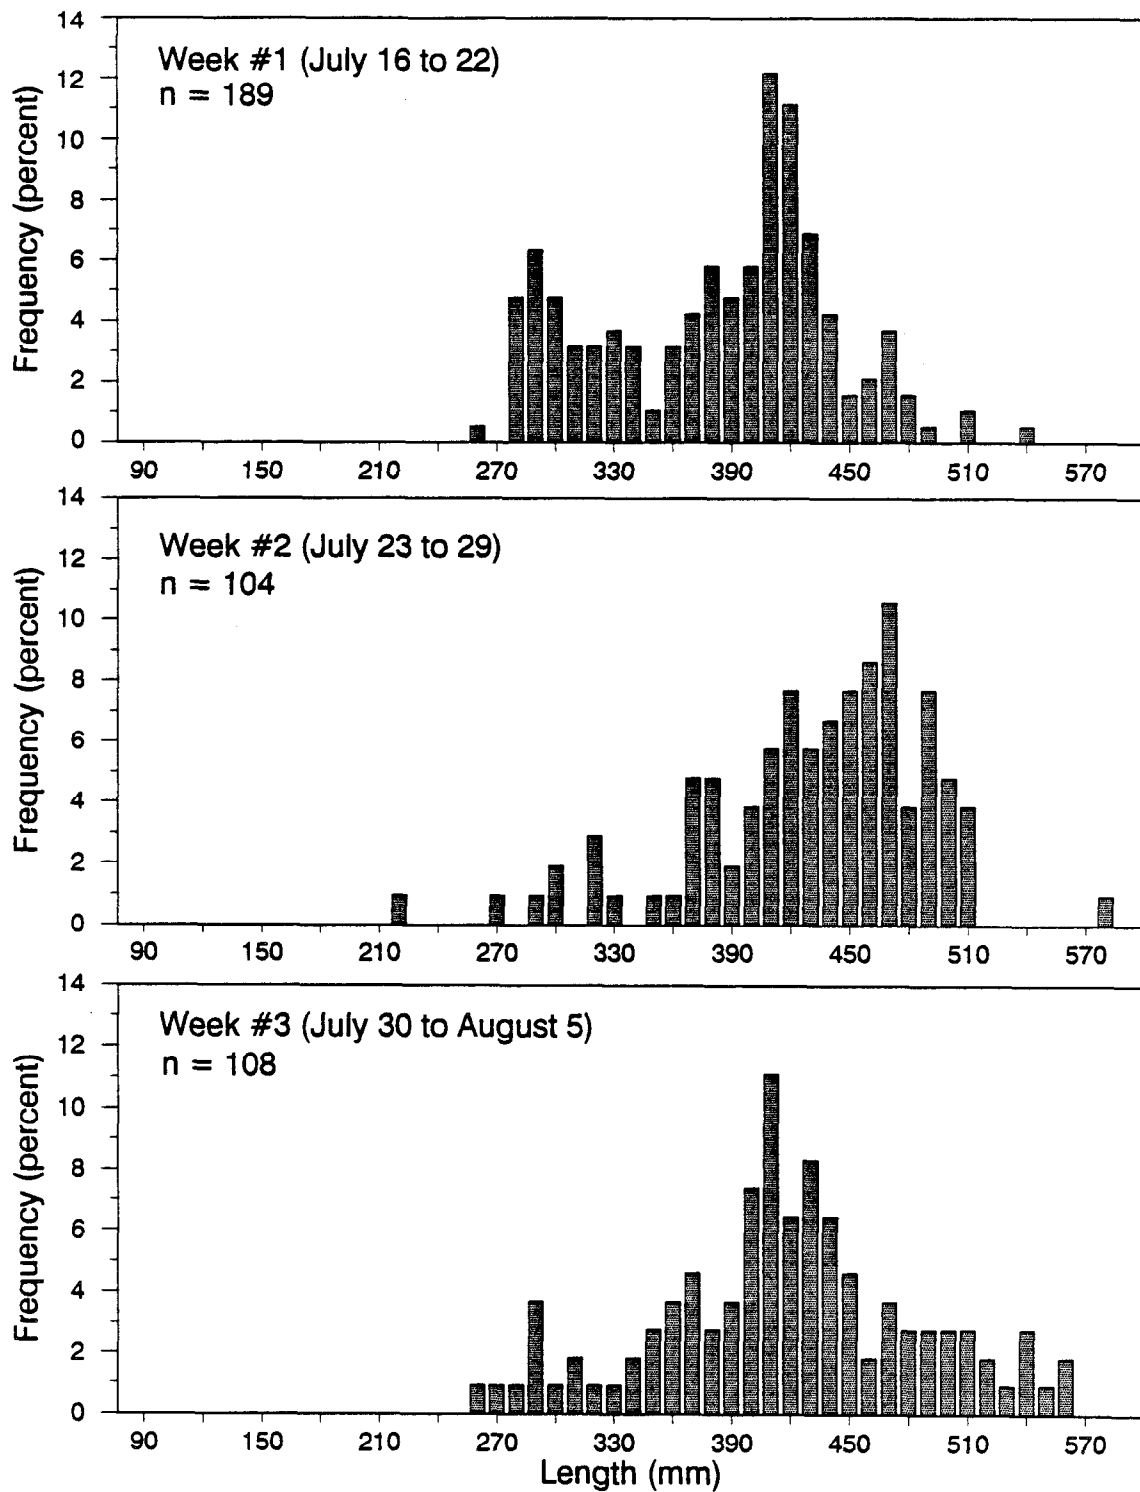 14
Week #1 (July 16 to 22)
n = 189
12
10
8
6
4
2
0
Frequency (percent)
90 150 210 270 330 390 450 510 570
14
Week #2 (July 23 to 29)
n = 104
12
10
8
6
4
2
0
Frequency (percent)
90 150 210 270 330 390 450 510 570
14
Week #3 (July 30 to August 5)
n = 108
12
10
8
6
4
2
0
Frequency (percent)
90 150 210 270 330 390 450 510 570
Length (mm)